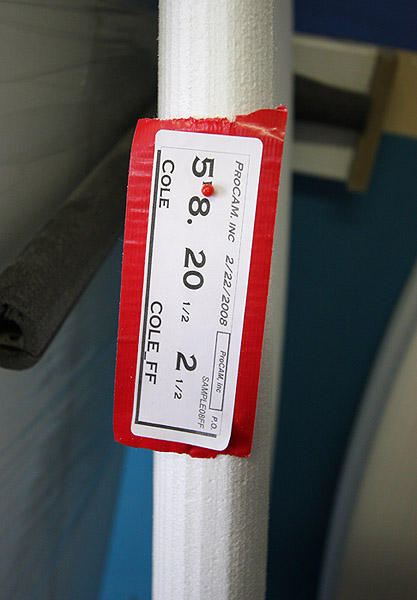 PROCAM, INC 2/22/2008 ProCAM, Inc P.O.
SAMPLE08FF
5'8. 20 1/2 2 1/2
COLE COLE_FF